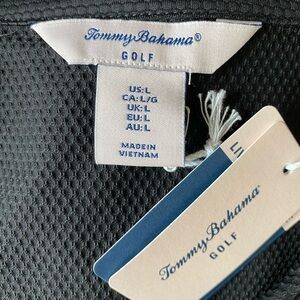 Tommy Bahama®
GOLF
US:L
CA:L/G
UK:L
EU:L
AU:L
MADE IN
VIETNAM
Tommy Bahama
GOLF